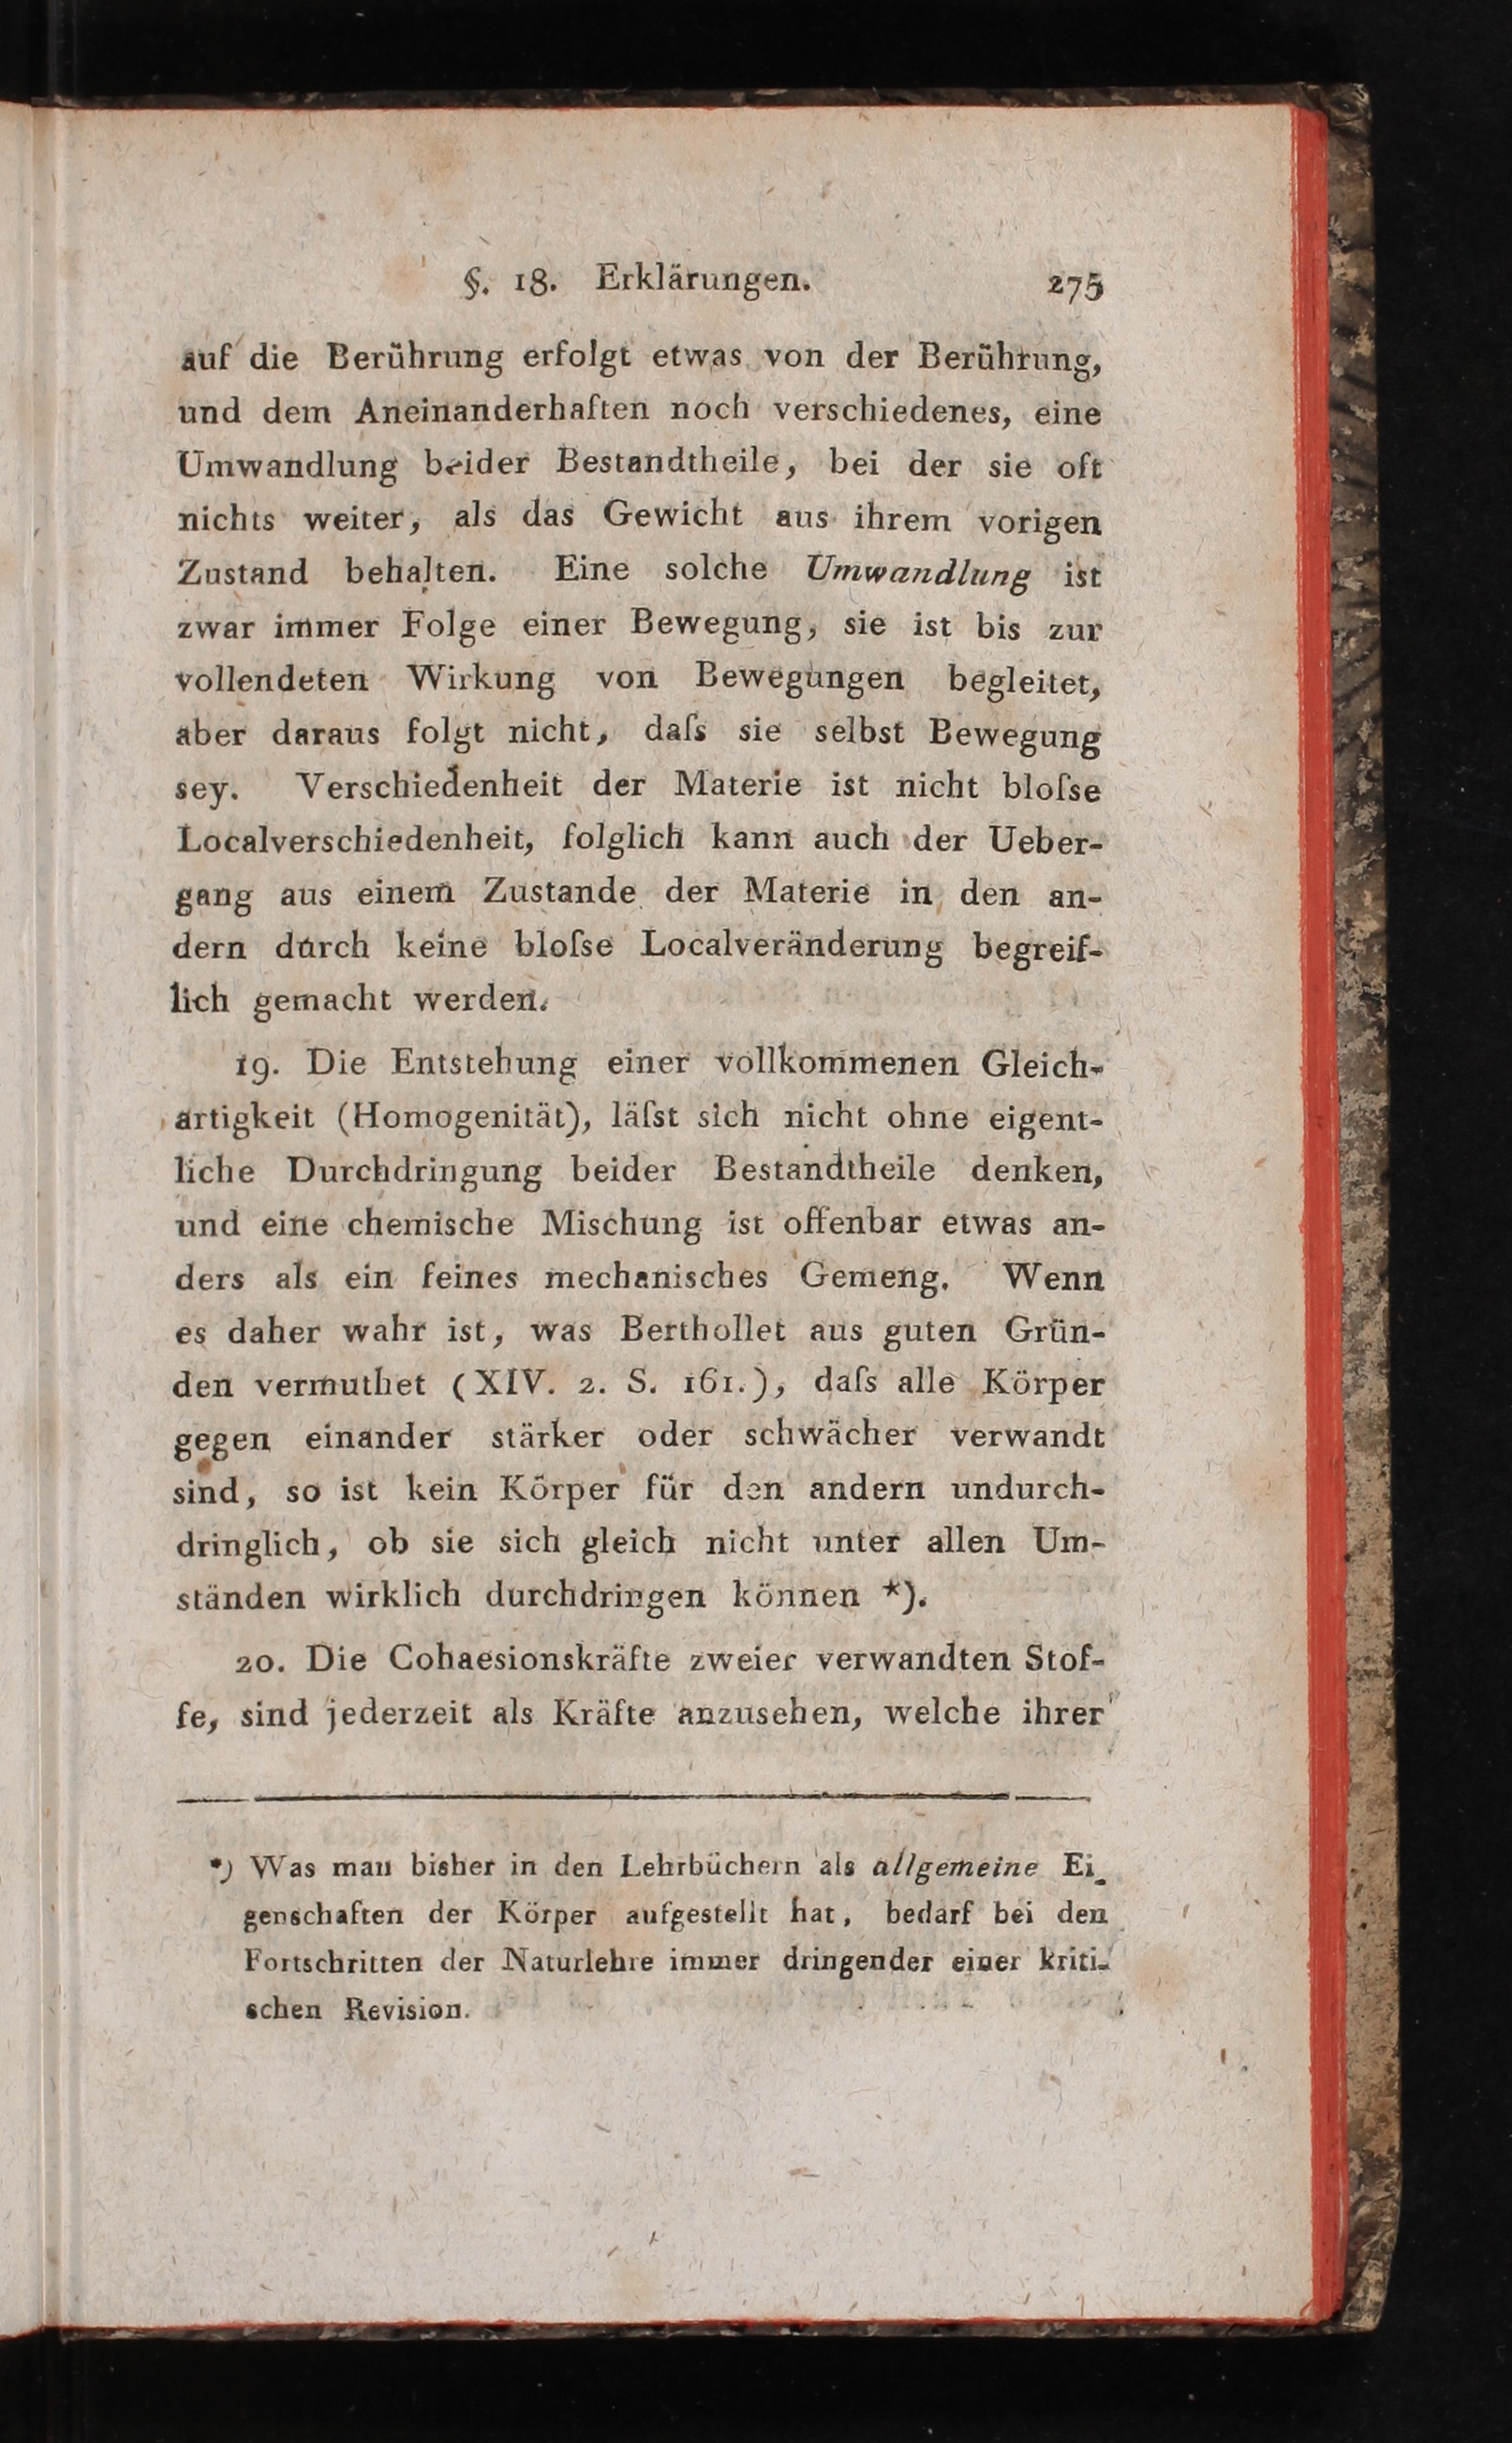 §. 18. Erklärungen. 275
auf die Berührung erfolgt etwas von der Berührung,
und dem Aneinanderhaften noch verschiedenes, eine
Umwandlung beider Bestandtheile, bei der sie oft
nichts weiter, als das Gewicht aus ihrem vorigen
Zustand behalten. Eine solche Umwandlung ist
zwar immer Folge einer Bewegung, sie ist bis zur
vollendeten Wirkung von Bewegungen begleitet,
aber daraus folgt nicht, daſs sie selbst Bewegung
sey. Verschiedenheit der Materie ist nicht bloſse
Localverschiedenheit, folglich kann auch der Ueber-
gang aus einem Zustande der Materie in den an-
dern durch keine bloſse Localveränderung begreif-
lich gemacht werden.
19. Die Entstehung einer vollkommenen Gleich-
artigkeit (Homogenität), läſst sich nicht ohne eigent-
liche Durchdringung beider Bestandtheile denken,
und eine chemische Mischung ist offenbar etwas an-
ders als ein feines mechanisches Gemeng. Wenn
es daher wahr ist, was Berthollet aus guten Grün-
den vermuthet (XIV. 2. S. 161.), daſs alle Körper
gegen einander stärker oder schwächer verwandt
sind, so ist kein Körper für den andern undurch-
dringlich, ob sie sich gleich nicht unter allen Um-
ständen wirklich durchdringen können *).
20. Die Cohaesionskräfte zweier verwandten Stof-
fe, sind jederzeit als Kräfte anzusehen, welche ihrer
*) Was man bisher in den Lehrbüchern als allgemeine Ei-
genschaften der Körper aufgestellt hat, bedarf bei den
Fortschritten der Naturlehre immer dringender einer kriti-
schen Revision.